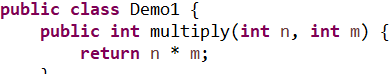 public class Demo1 {
    public int multiply(int n, int m) {
        return n * m;
    }